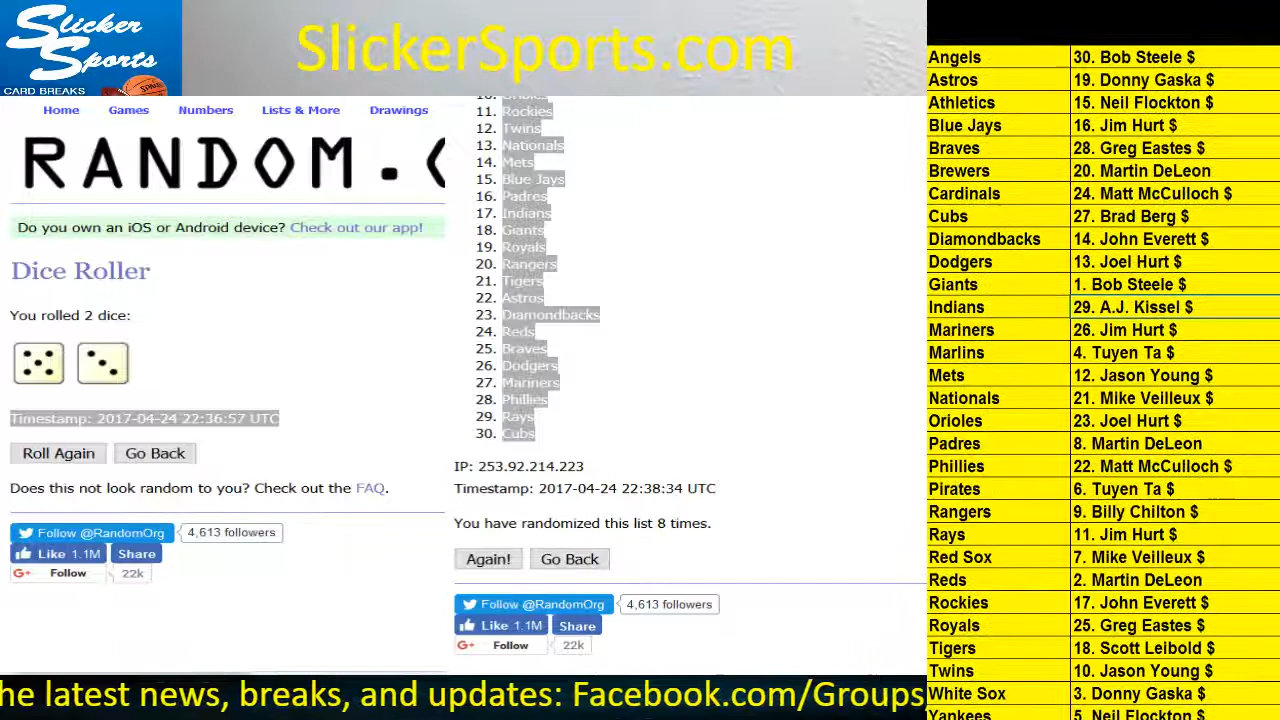 Slicker
Sports
CARD BREAKS
SlickerSports.com
Home Games Numbers Lists & More Drawings
RANDOM.
Do you own an iOS or Android device? Check out our app!
Dice Roller
You rolled 2 dice:
Timestamp: 2017-04-24 22:36:57 UTC
Roll Again Go Back
Does this not look random to you? Check out the FAQ.
Follow @RandomOrg 4,613 followers
Like 1.1M Share
G+ Follow 22k
11. Rockies
12. Twins
13. Nationals
14. Mets
15. Blue Jays
16. Padres
17. Indians
18. Giants
19. Royals
20. Rangers
21. Tigers
22. Astros
23. Diamondbacks
24. Reds
25. Braves
26. Dodgers
27. Mariners
28. Phillies
29. Rays
30. Cubs
IP: 253.92.214.223
Timestamp: 2017-04-24 22:38:34 UTC
You have randomized this list 8 times.
Again! Go Back
Follow @RandomOrg 4,613 followers
Like 1.1M Share
G+ Follow 22k
Angels 30. Bob Steele $
Astros 19. Donny Gaska $
Athletics 15. Neil Flockton $
Blue Jays 16. Jim Hurt $
Braves 28. Greg Eastes $
Brewers 20. Martin DeLeon
Cardinals 24. Matt McCulloch $
Cubs 27. Brad Berg $
Diamondbacks 14. John Everett $
Dodgers 13. Joel Hurt $
Giants 1. Bob Steele $
Indians 29. A.J. Kissel $
Mariners 26. Jim Hurt $
Marlins 4. Tuyen Ta $
Mets 12. Jason Young $
Nationals 21. Mike Veilleux $
Orioles 23. Joel Hurt $
Padres 8. Martin DeLeon
Phillies 22. Matt McCulloch $
Pirates 6. Tuyen Ta $
Rangers 9. Billy Chilton $
Rays 11. Jim Hurt $
Red Sox 7. Mike Veilleux $
Reds 2. Martin DeLeon
Rockies 17. John Everett $
Royals 25. Greg Eastes $
Tigers 18. Scott Leibold $
Twins 10. Jason Young $
White Sox 3. Donny Gaska $
Yankees 5. Neil Flockton $
he latest news, breaks, and updates: Facebook.com/Groups